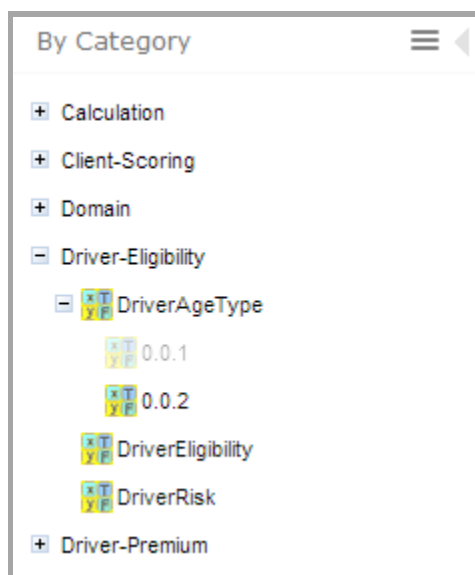 By Category
Calculation
Client-Scoring
Domain
Driver-Eligibility
DriverAgeType
0.0.1
0.0.2
DriverEligibility
DriverRisk
Driver-Premium